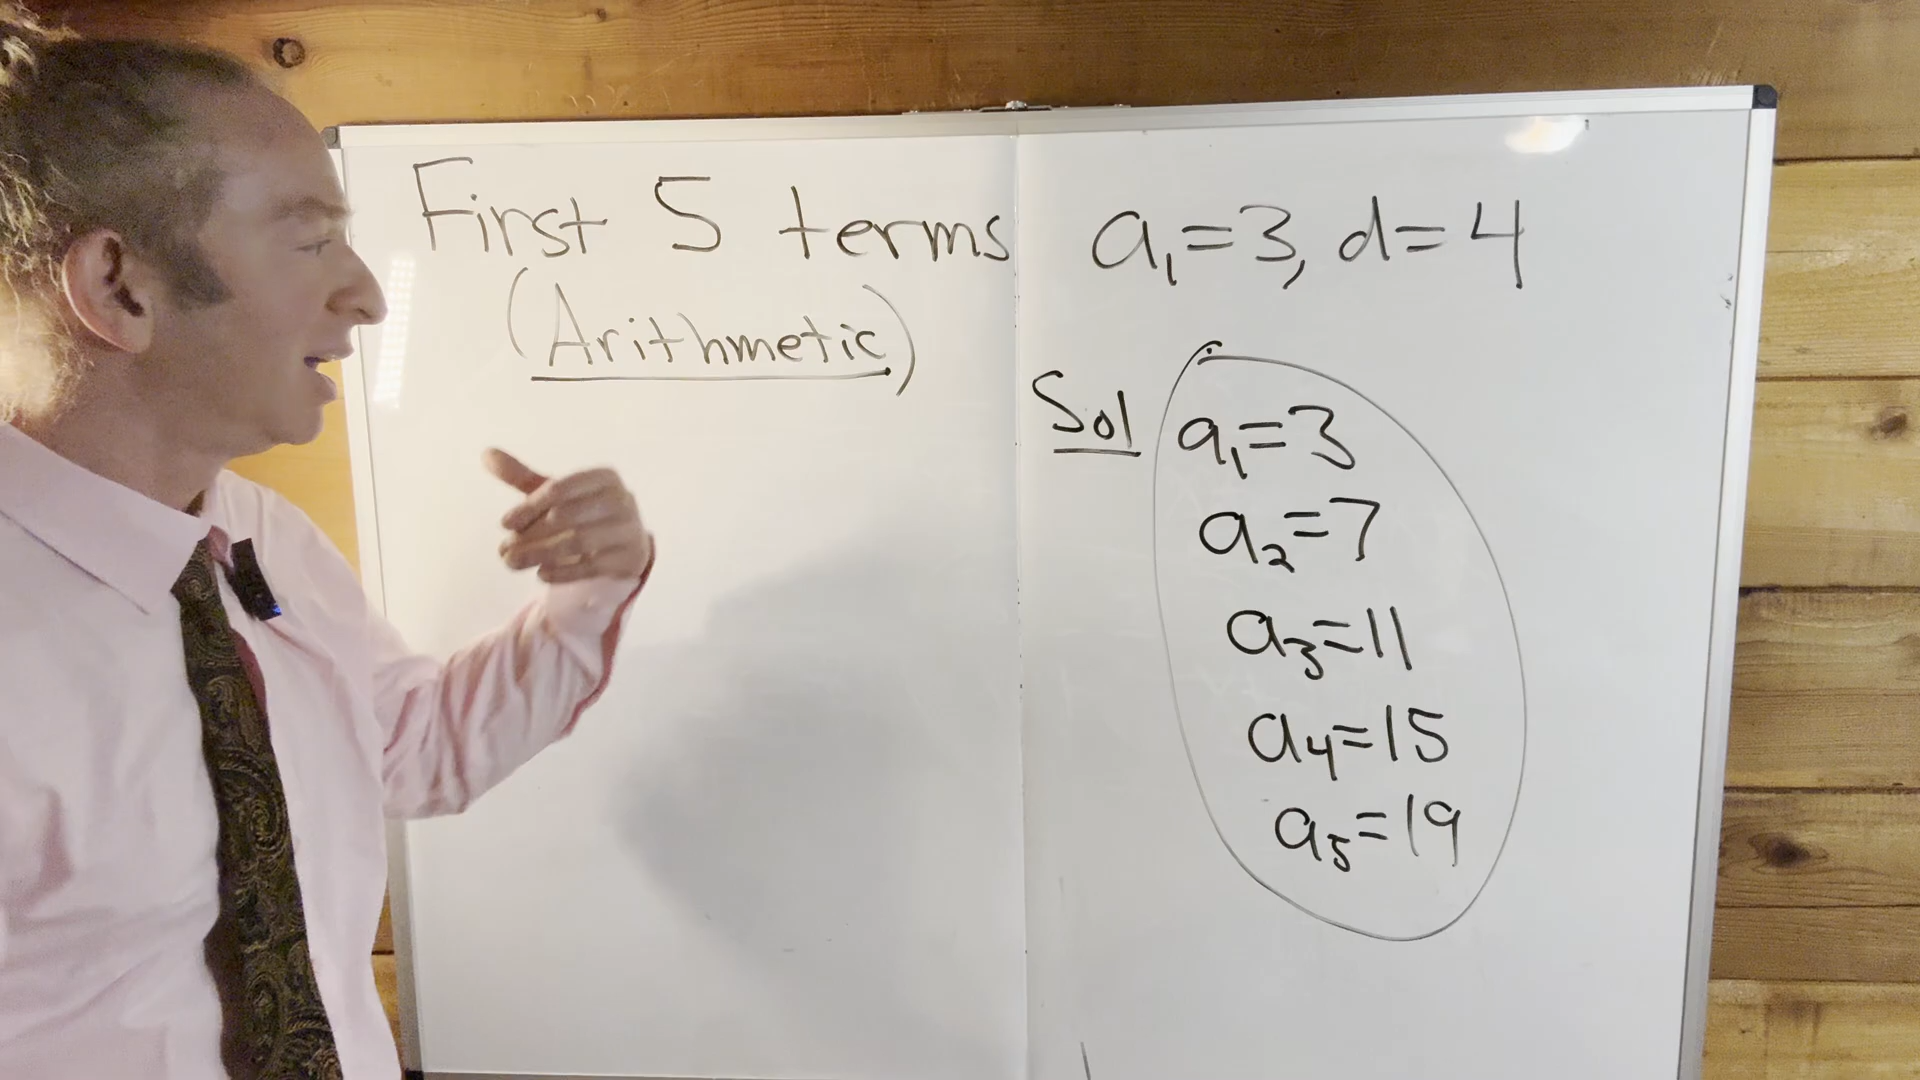 First 5 terms a₁=3, d=4
(Arithmetic)
Sol a₁=3
a₂=7
a₃=11
a₄=15
a₅=19